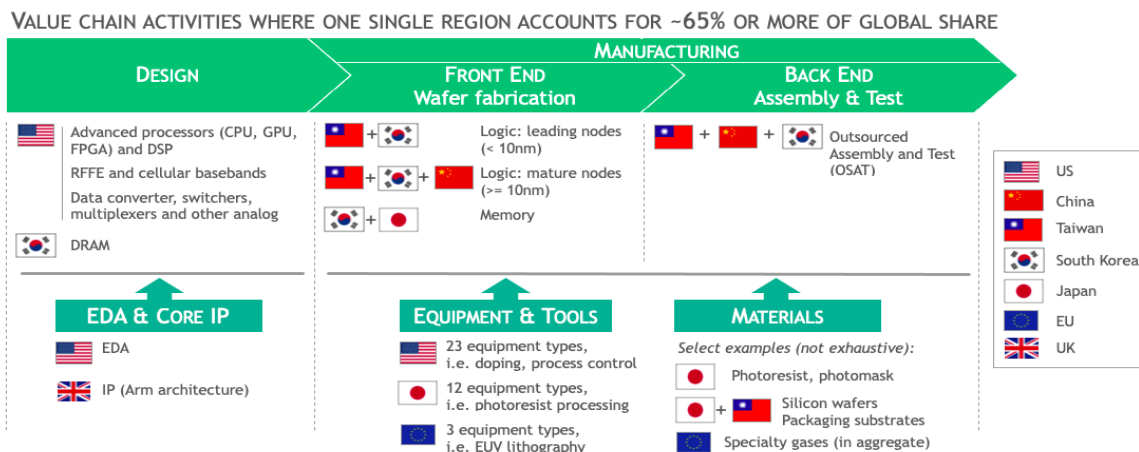 VALUE CHAIN ACTIVITIES WHERE ONE SINGLE REGION ACCOUNTS FOR ~65% OR MORE OF GLOBAL SHARE
MANUFACTURING
DESIGN
FRONT END
Wafer fabrication
BACK END
Assembly & Test
Advanced processors (CPU, GPU,
FPGA) and DSP
RFFE and cellular basebands
Data converter, switchers,
multiplexers and other analog
DRAM
+
Logic: leading nodes
(< 10nm)
+ +
Logic: mature nodes
(>= 10nm)
+
Memory
+ +
Outsourced
Assembly and Test
(OSAT)
US
China
Taiwan
South Korea
Japan
EU
UK
EDA & CORE IP
EDA
IP (Arm architecture)
EQUIPMENT & TOOLS
23 equipment types,
i.e. doping, process control
12 equipment types,
i.e. photoresist processing
3 equipment types,
i.e. EUV lithography
MATERIALS
Select examples (not exhaustive):
Photoresist, photomask
+
Silicon wafers
Packaging substrates
Specialty gases (in aggregate)